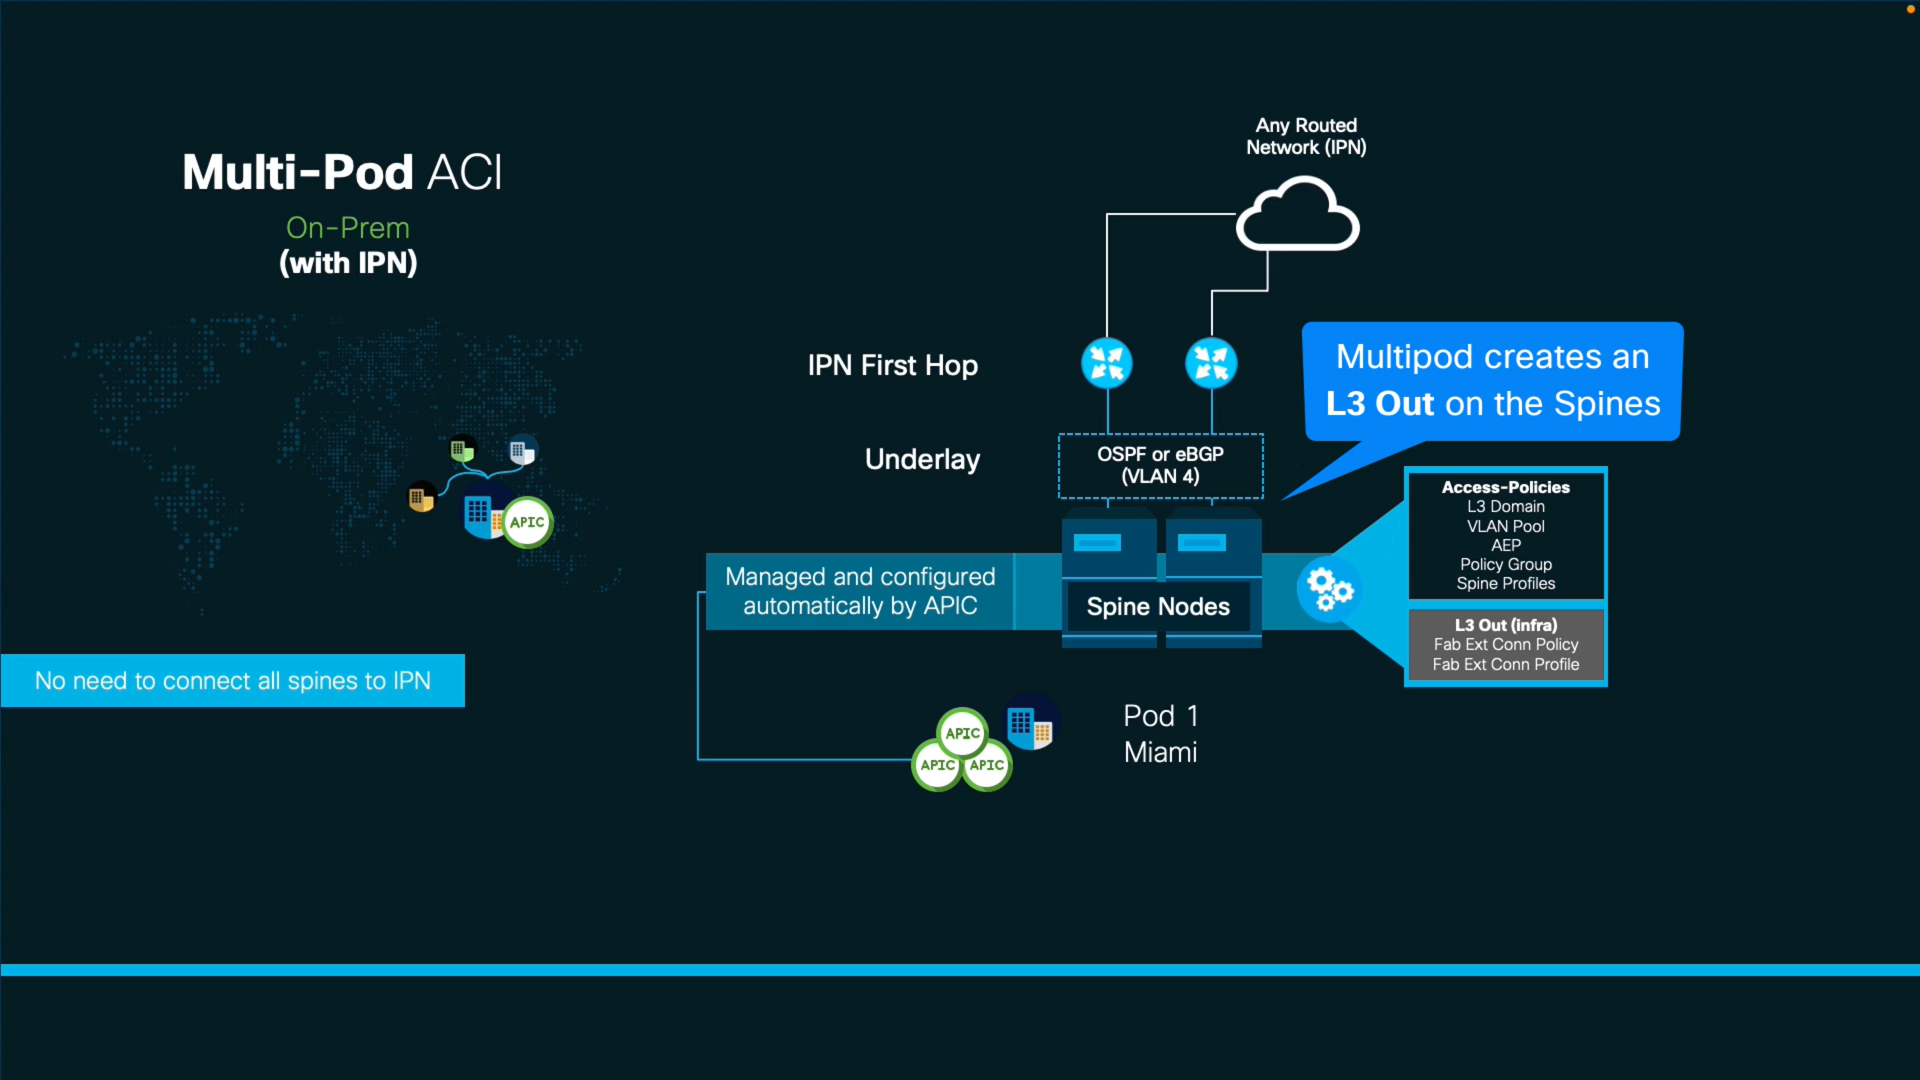 Multi-Pod ACI
On-Prem
(with IPN)
APIC
No need to connect all spines to IPN
Any Routed
Network (IPN)
IPN First Hop
Underlay
OSPF or eBGP
(VLAN 4)
Multipod creates an
L3 Out on the Spines
Managed and configured
automatically by APIC
Spine Nodes
Access-Policies
L3 Domain
VLAN Pool
AEP
Policy Group
Spine Profiles
L3 Out (infra)
Fab Ext Conn Policy
Fab Ext Conn Profile
APIC
APIC APIC
Pod 1
Miami